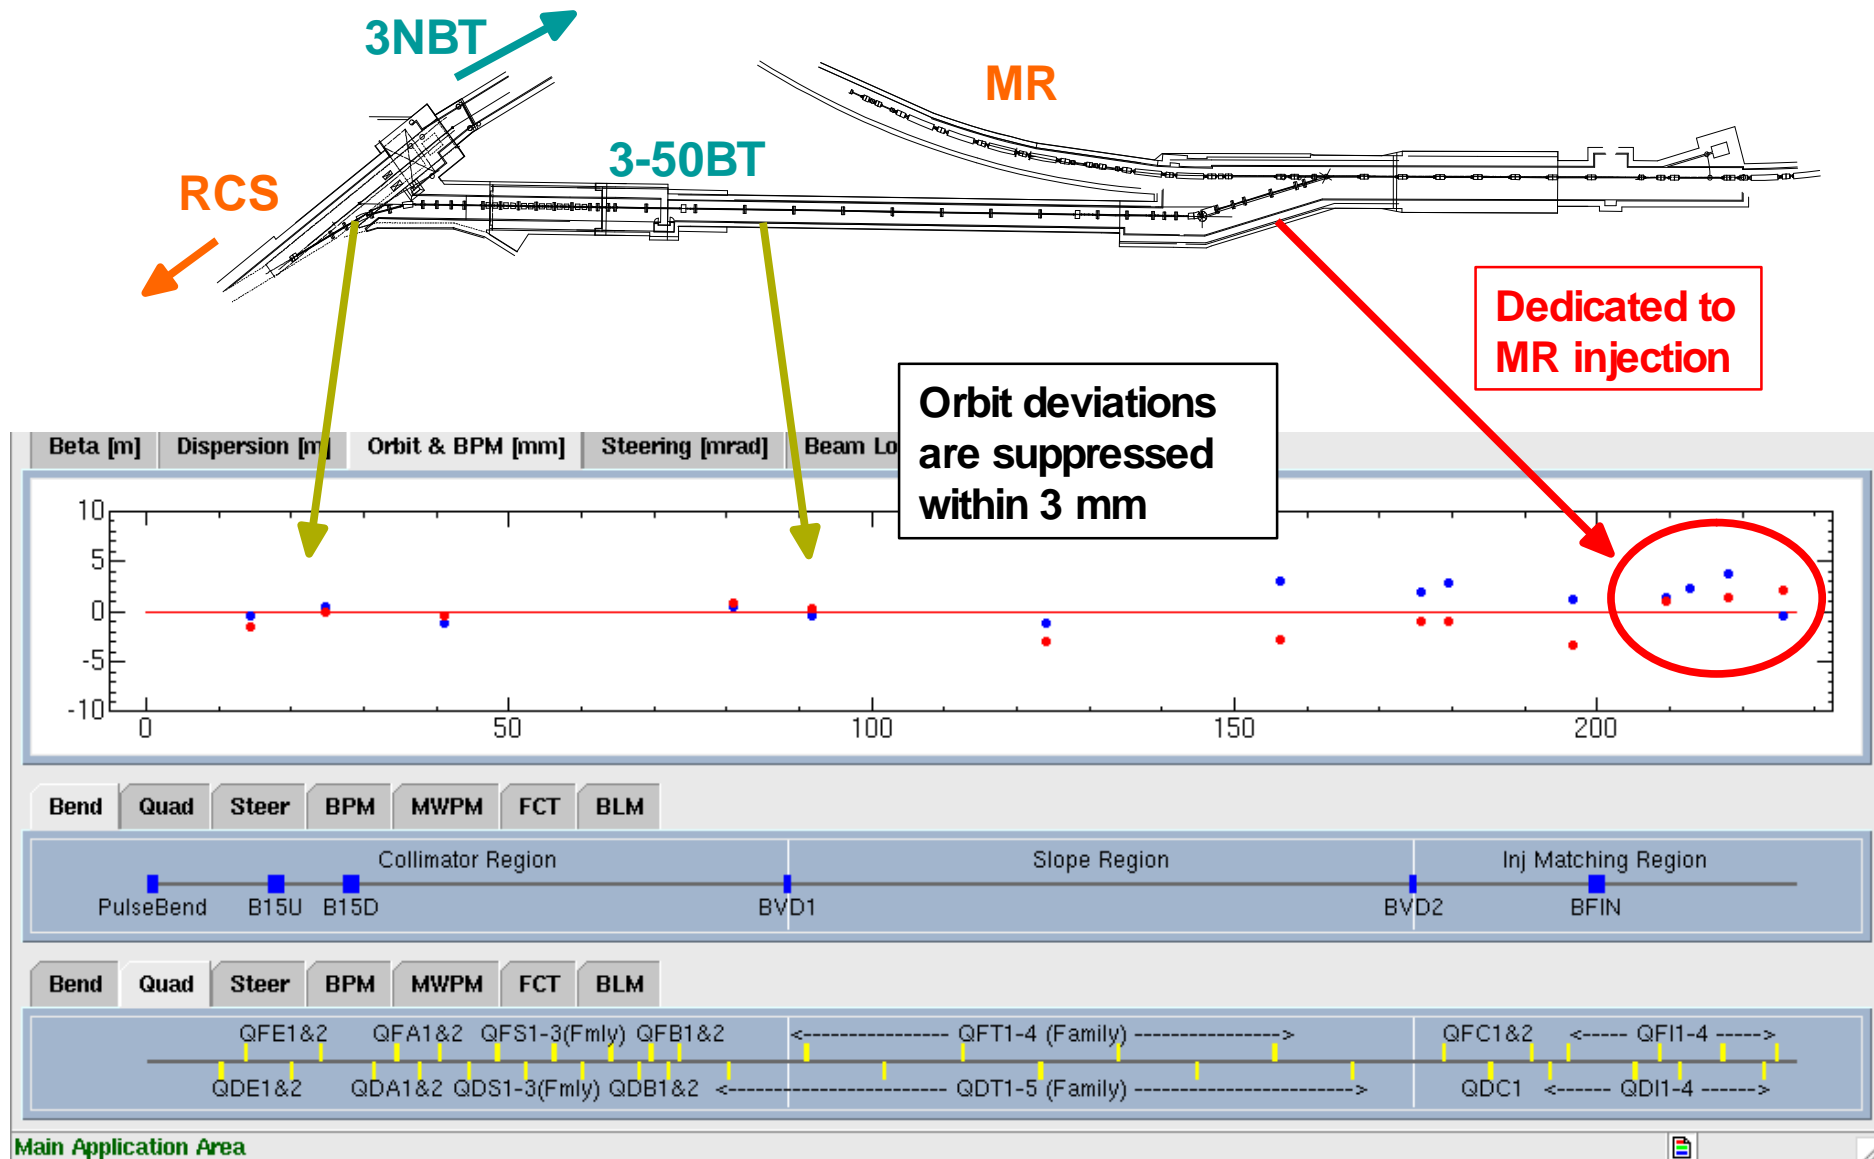 3NBT
MR
3-50BT
RCS
Dedicated to
MR injection
Orbit deviations
are suppressed
within 3 mm
Beta [m] Dispersion [m] Orbit & BPM [mm] Steering [mrad] Beam Lo
10
5
0
-5
-10
0 50 100 150 200
Bend Quad Steer BPM MWPM FCT BLM
Collimator Region Slope Region Inj Matching Region
PulseBend B15U B15D BVD1 BVD2 BFIN
Bend Quad Steer BPM MWPM FCT BLM
QFE1&2 QFA1&2 QFS1-3(Fmly) QFB1&2 <---------------- QFT1-4 (Family) ----------------> QFC1&2 <----- QFI1-4 ----->
QDE1&2 QDA1&2 QDS1-3(Fmly) QDB1&2 <------------------------ QDT1-5 (Family) ------------------------> QDC1 <----- QDI1-4 ------>
Main Application Area